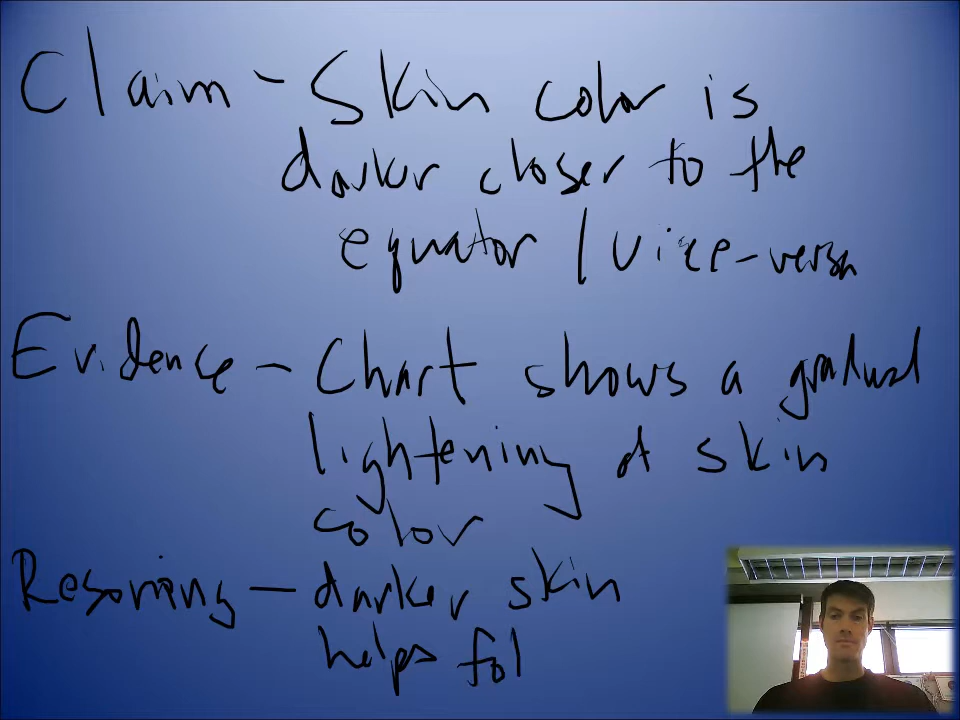 Claim - Skin color is
darker closer to the
equator / vice-versa
Evidence - Chart shows a gradual
lightening of skin
color
Resoning - darker skin
helps fol